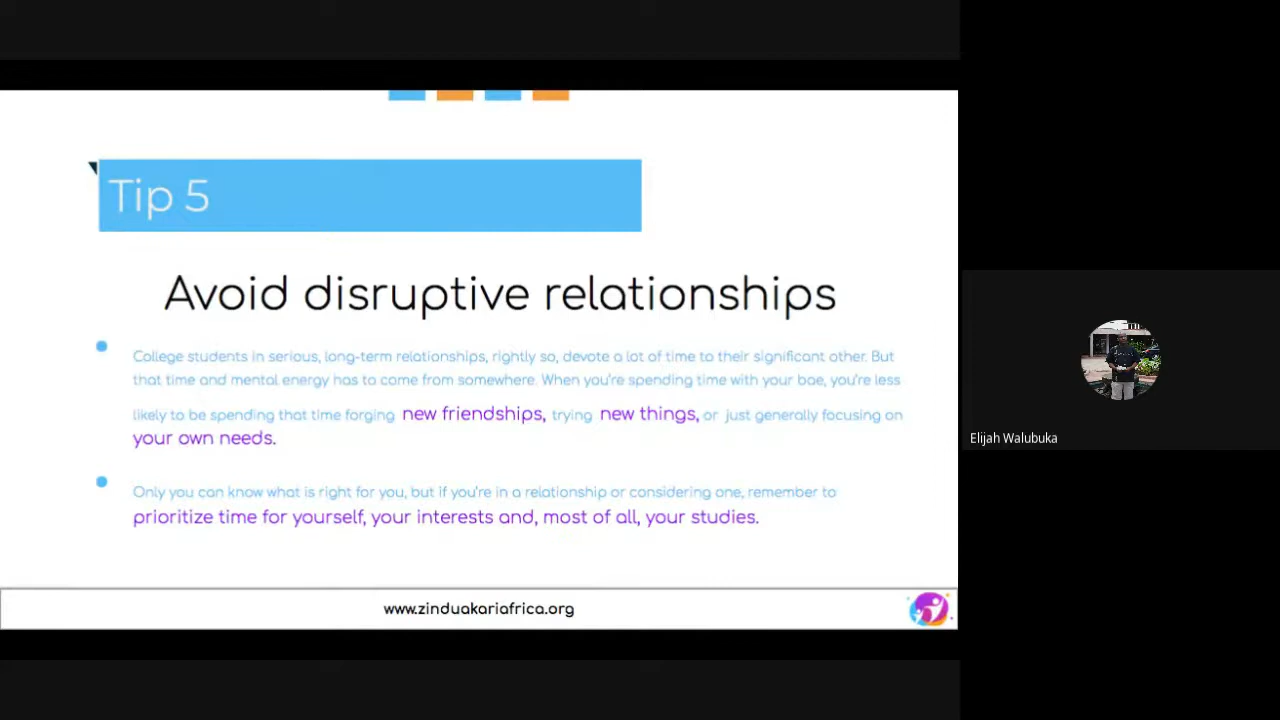 Tip 5
Avoid disruptive relationships
College students in serious, long-term relationships, rightly so, devote a lot of time to their significant other. But
that time and mental energy has to come from somewhere. When you're spending time with your bae, you're less
likely to be spending that time forging new friendships, trying new things, or just generally focusing on
your own needs.
Only you can know what is right for you, but if you're in a relationship or considering one, remember to
prioritize time for yourself, your interests and, most of all, your studies.
Elijah Walubuka
www.zinduakariafrica.org